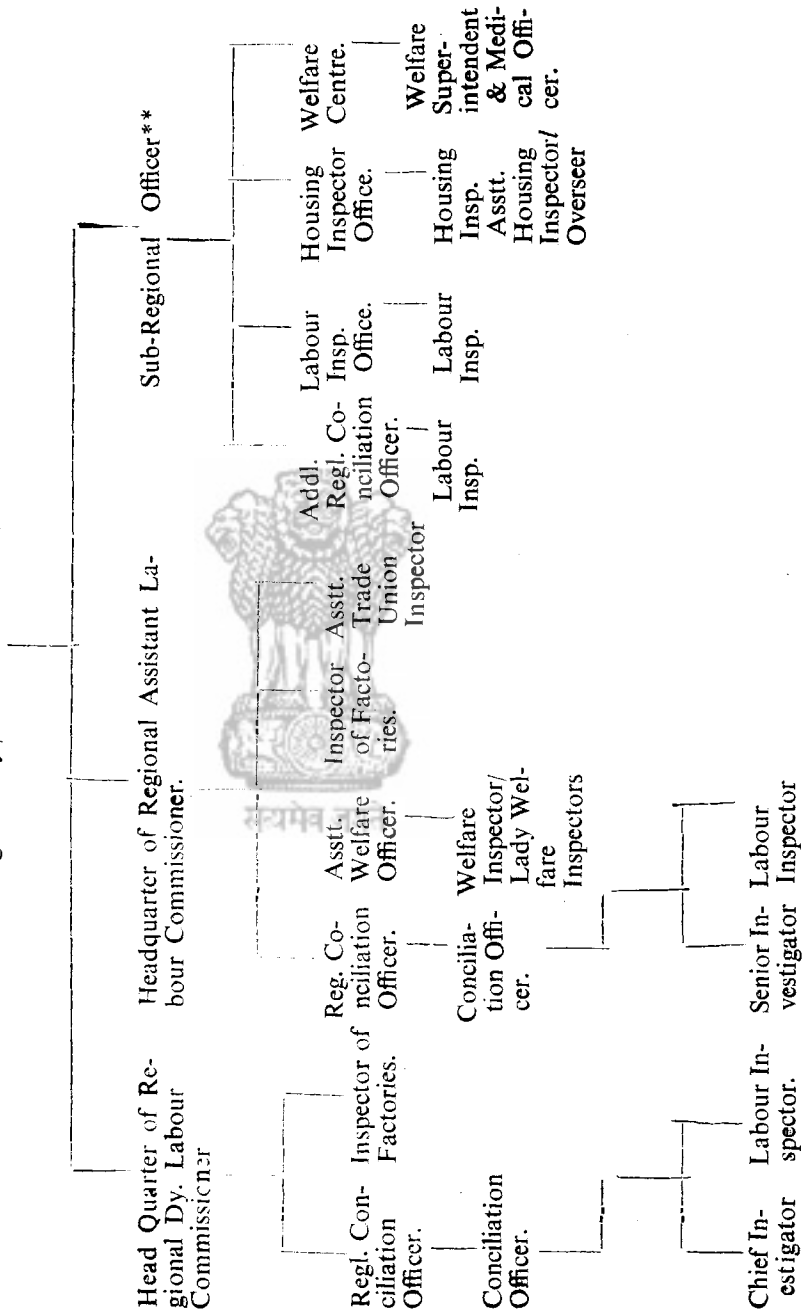 Head Quarter of Re-
gional Dy. Labour
Commissioner
Headquarter of Regional Assistant La-
bour Commissioner.
Sub-Regional Officer**
Regl. Con-
ciliation
Officer.
Inspector of
Factories.
Reg. Co-
nciliation
Officer.
Asstt.
Welfare
Officer.
Inspector
of Facto-
ries.
Asstt.
Trade
Union
Inspector
Addl.
Regl. Co-
nciliation
Officer.
Labour
Insp.
Office.
Housing
Inspector
Office.
Welfare
Centre.
Conciliation
Officer.
Concilia-
tion Offi-
cer.
Welfare
Inspector/
Lady Wel-
fare
Inspectors
Labour
Insp.
Labour
Insp.
Housing
Insp.
Asstt.
Housing
Inspector/
Overseer
Welfare
Super-
intendent
& Medi-
cal Offi-
cer.
Chief In-
estigator
Labour In-
spector.
Senior In-
vestigator
Labour
Inspector